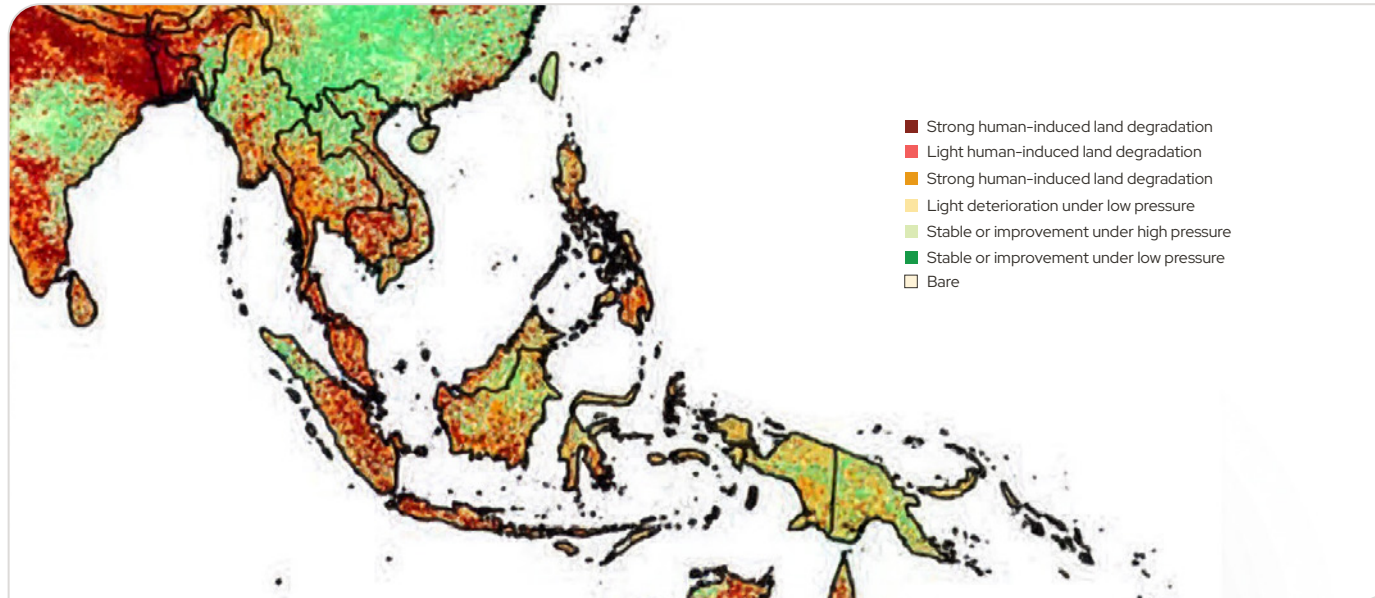 Strong human-induced land degradation
Light human-induced land degradation
Strong human-induced land degradation
Light deterioration under low pressure
Stable or improvement under high pressure
Stable or improvement under low pressure
Bare